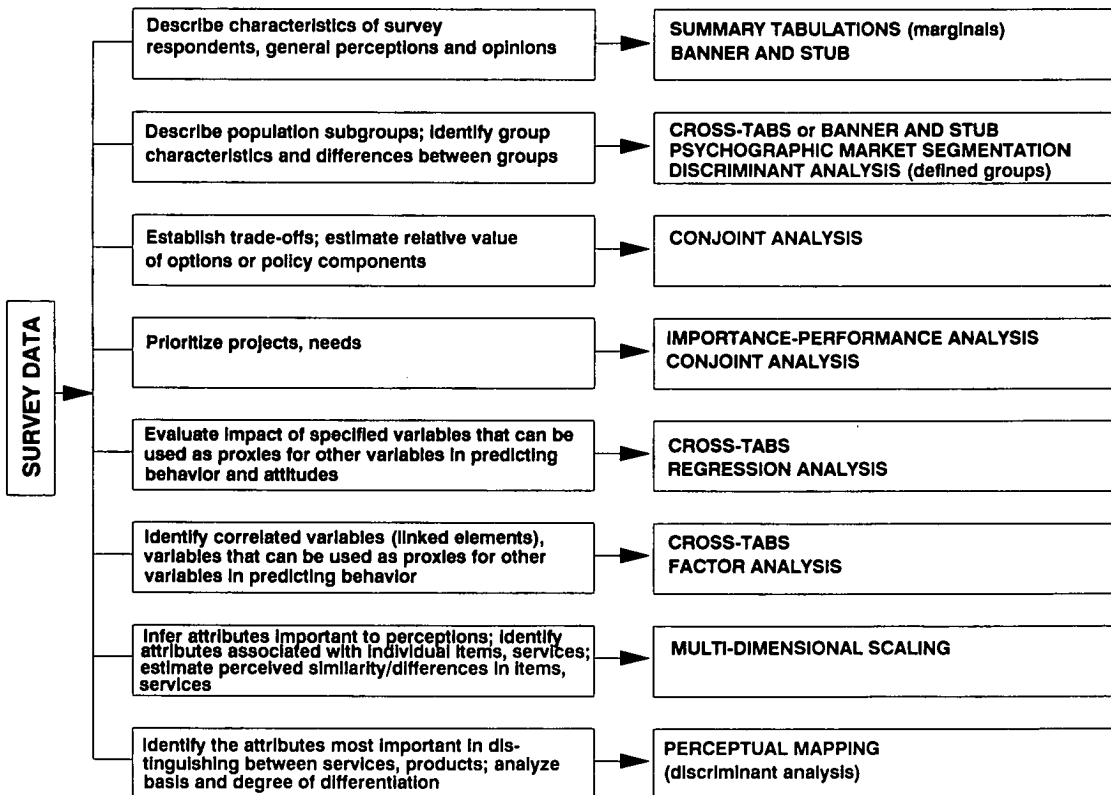 SURVEY DATA
Describe characteristics of survey
respondents, general perceptions and opinions
SUMMARY TABULATIONS (marginals)
BANNER AND STUB
Describe population subgroups; identify group
characteristics and differences between groups
CROSS-TABS or BANNER AND STUB
PSYCHOGRAPHIC MARKET SEGMENTATION
DISCRIMINANT ANALYSIS (defined groups)
Establish trade-offs; estimate relative value
of options or policy components
CONJOINT ANALYSIS
Prioritize projects, needs
IMPORTANCE-PERFORMANCE ANALYSIS
CONJOINT ANALYSIS
Evaluate impact of specified variables that can be
used as proxies for other variables in predicting
behavior and attitudes
CROSS-TABS
REGRESSION ANALYSIS
Identify correlated variables (linked elements),
variables that can be used as proxies for other
variables in predicting behavior
CROSS-TABS
FACTOR ANALYSIS
Infer attributes important to perceptions; identify
attributes associated with individual items, services;
estimate perceived similarity/differences in items,
services
MULTI-DIMENSIONAL SCALING
Identify the attributes most important in dis-
tinguishing between services, products; analyze
basis and degree of differentiation
PERCEPTUAL MAPPING
(discriminant analysis)